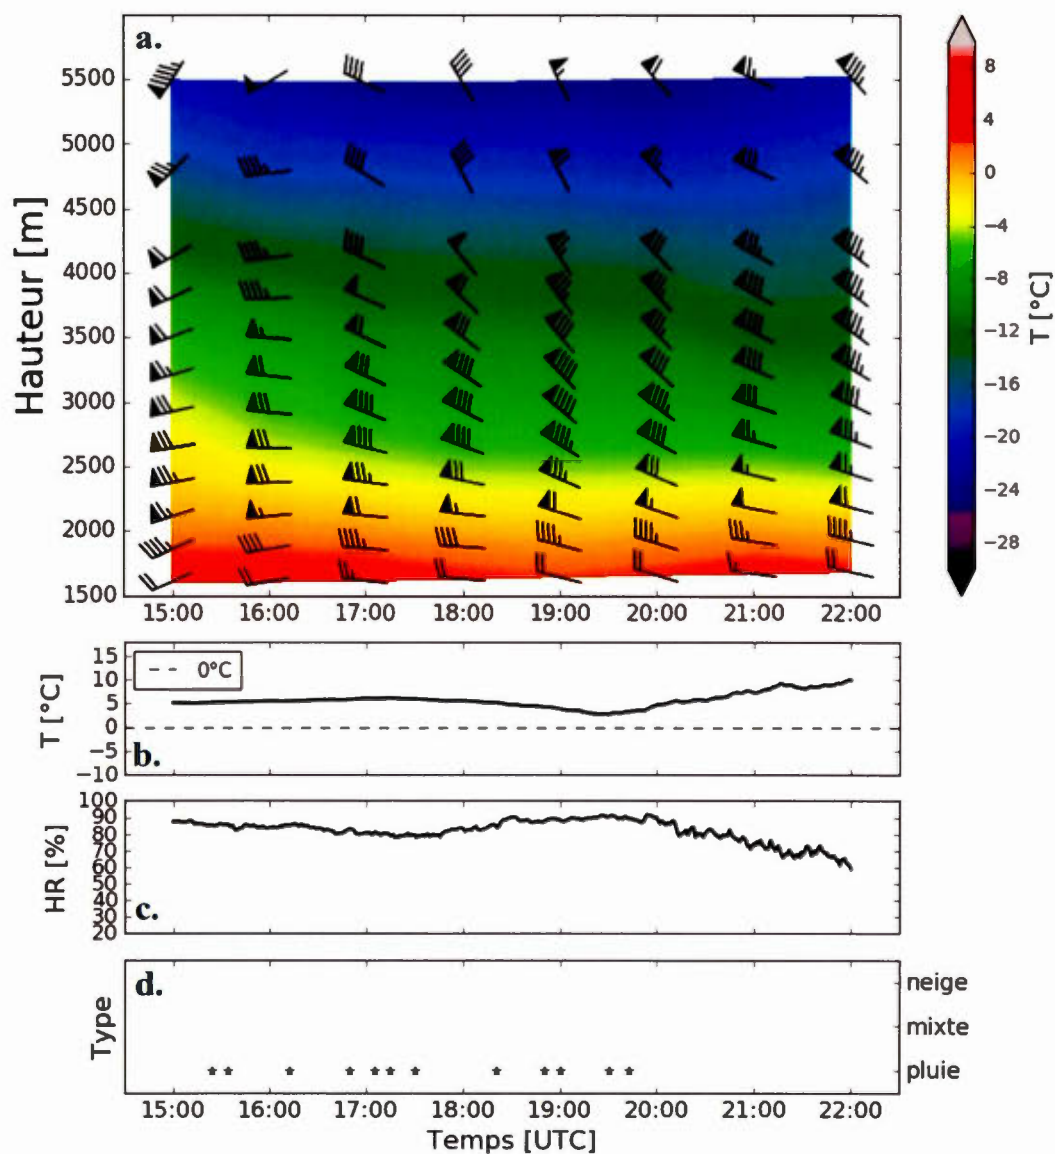 a.
Hauteur [m]
5500
5000
4500
4000
3500
3000
2500
2000
1500
15:00 16:00 17:00 18:00 19:00 20:00 21:00 22:00
8
4
0
−4
−8
−12
−16
−20
−24
−28
T [°C]
b.
T [°C]
15
10
5
0
−5
−10
0°C
c.
HR [%]
100
90
80
70
60
50
40
30
20
d.
Type
neige
mixte
pluie
15:00 16:00 17:00 18:00 19:00 20:00 21:00 22:00
Temps [UTC]